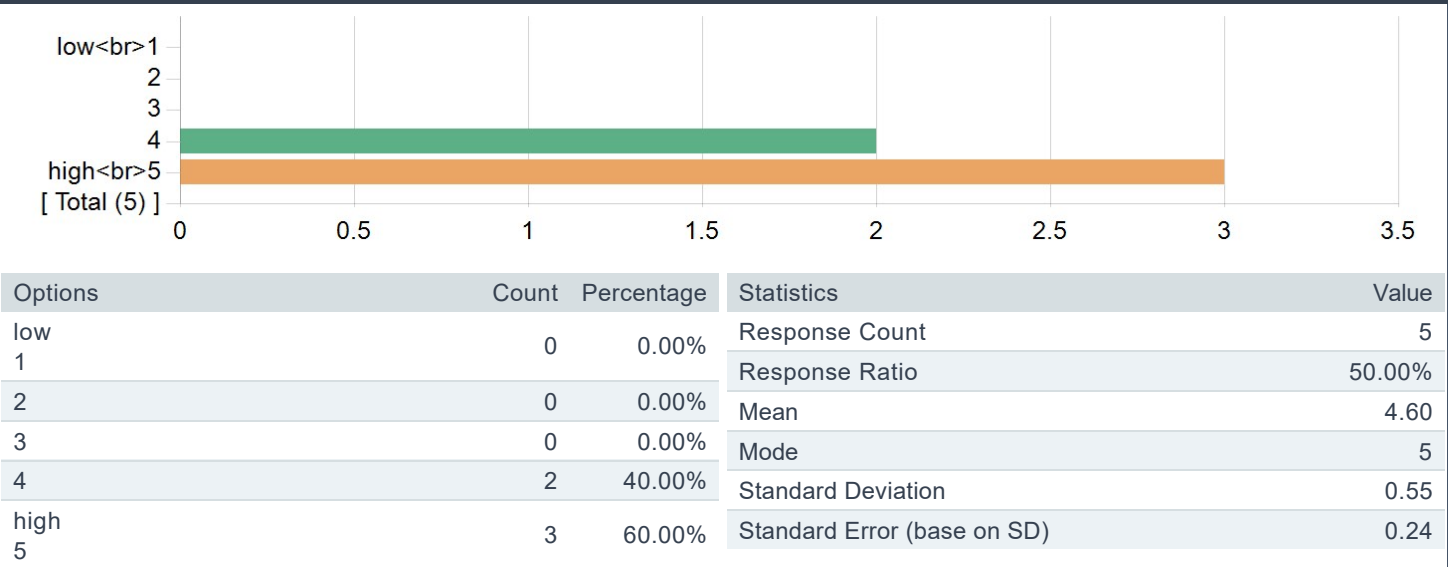 low<br>1
2
3
4
high<br>5
[ Total (5) ]
0 0.5 1 1.5 2 2.5 3 3.5
Options Count Percentage
low
1 0 0.00%
2 0 0.00%
3 0 0.00%
4 2 40.00%
high
5 3 60.00%
Statistics Value
Response Count 5
Response Ratio 50.00%
Mean 4.60
Mode 5
Standard Deviation 0.55
Standard Error (base on SD) 0.24